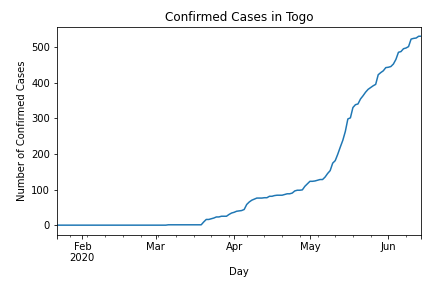 Confirmed Cases in Togo
Number of Confirmed Cases
500
400
300
200
100
0
Feb Mar Apr May Jun
2020
Day